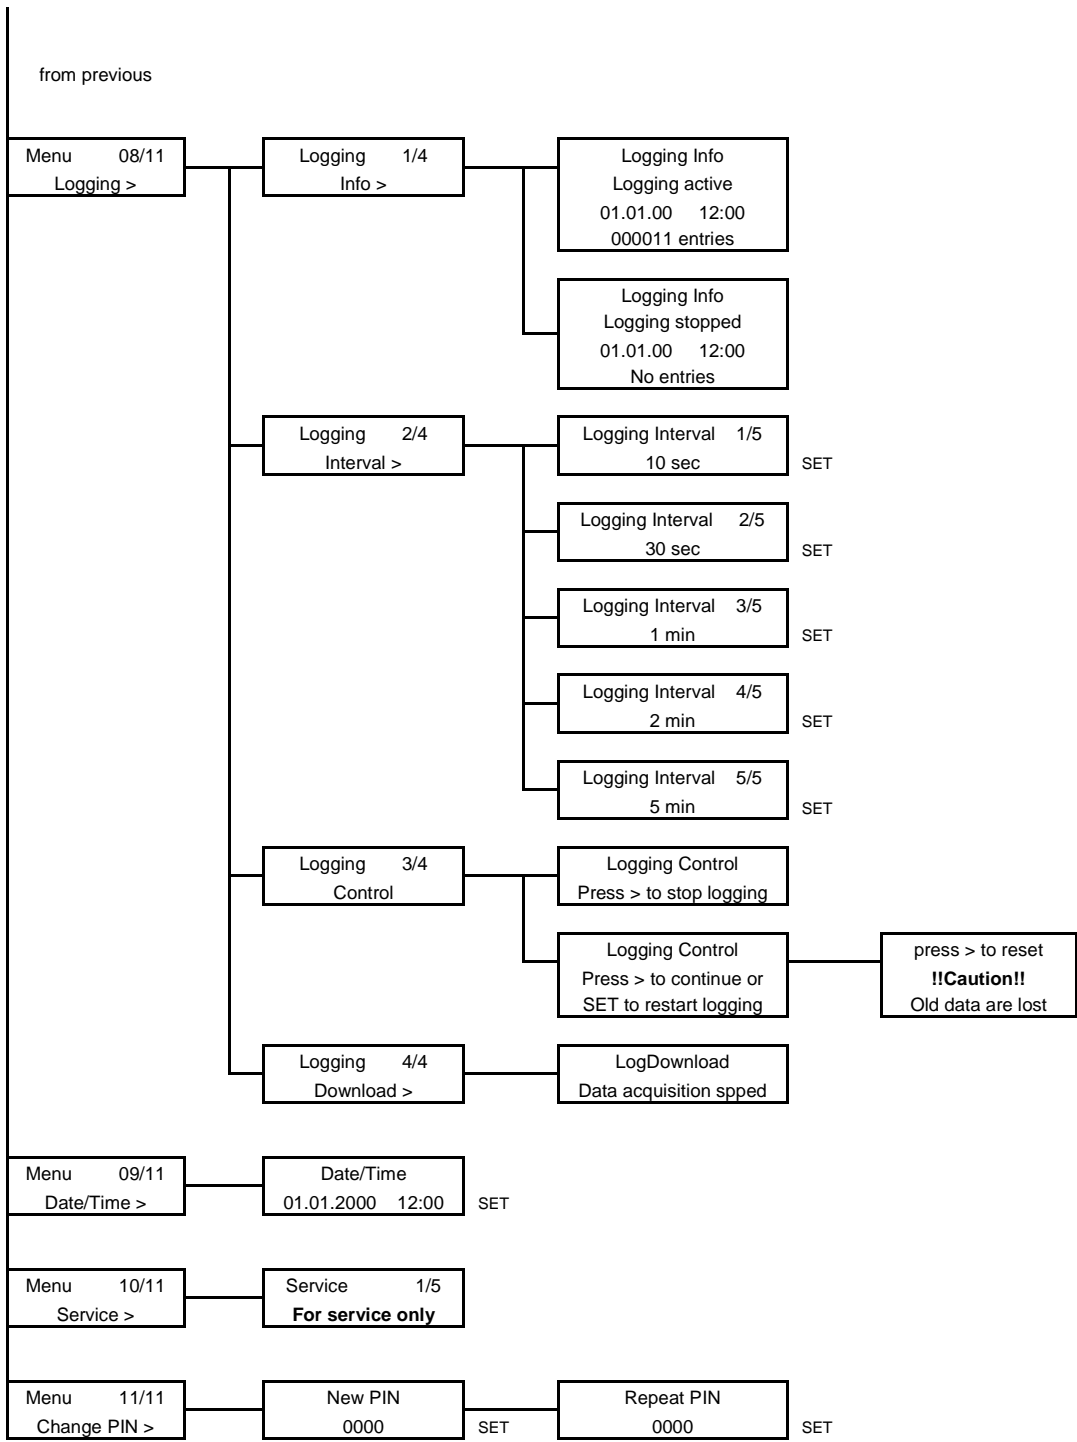 from previous
Menu 08/11
Logging >
Logging 1/4
Info >
Logging Info
Logging active
01.01.00 12:00
000011 entries
Logging Info
Logging stopped
01.01.00 12:00
No entries
Logging 2/4
Interval >
Logging Interval 1/5
10 sec
SET
Logging Interval 2/5
30 sec
SET
Logging Interval 3/5
1 min
SET
Logging Interval 4/5
2 min
SET
Logging Interval 5/5
5 min
SET
Logging 3/4
Control
Logging Control
Press > to stop logging
Logging Control
Press > to continue or
SET to restart logging
press > to reset
!!Caution!!
Old data are lost
Logging 4/4
Download >
LogDownload
Data acquisition spped
Menu 09/11
Date/Time >
Date/Time
01.01.2000 12:00
SET
Menu 10/11
Service >
Service 1/5
For service only
Menu 11/11
Change PIN >
New PIN
0000
SET
Repeat PIN
0000
SET